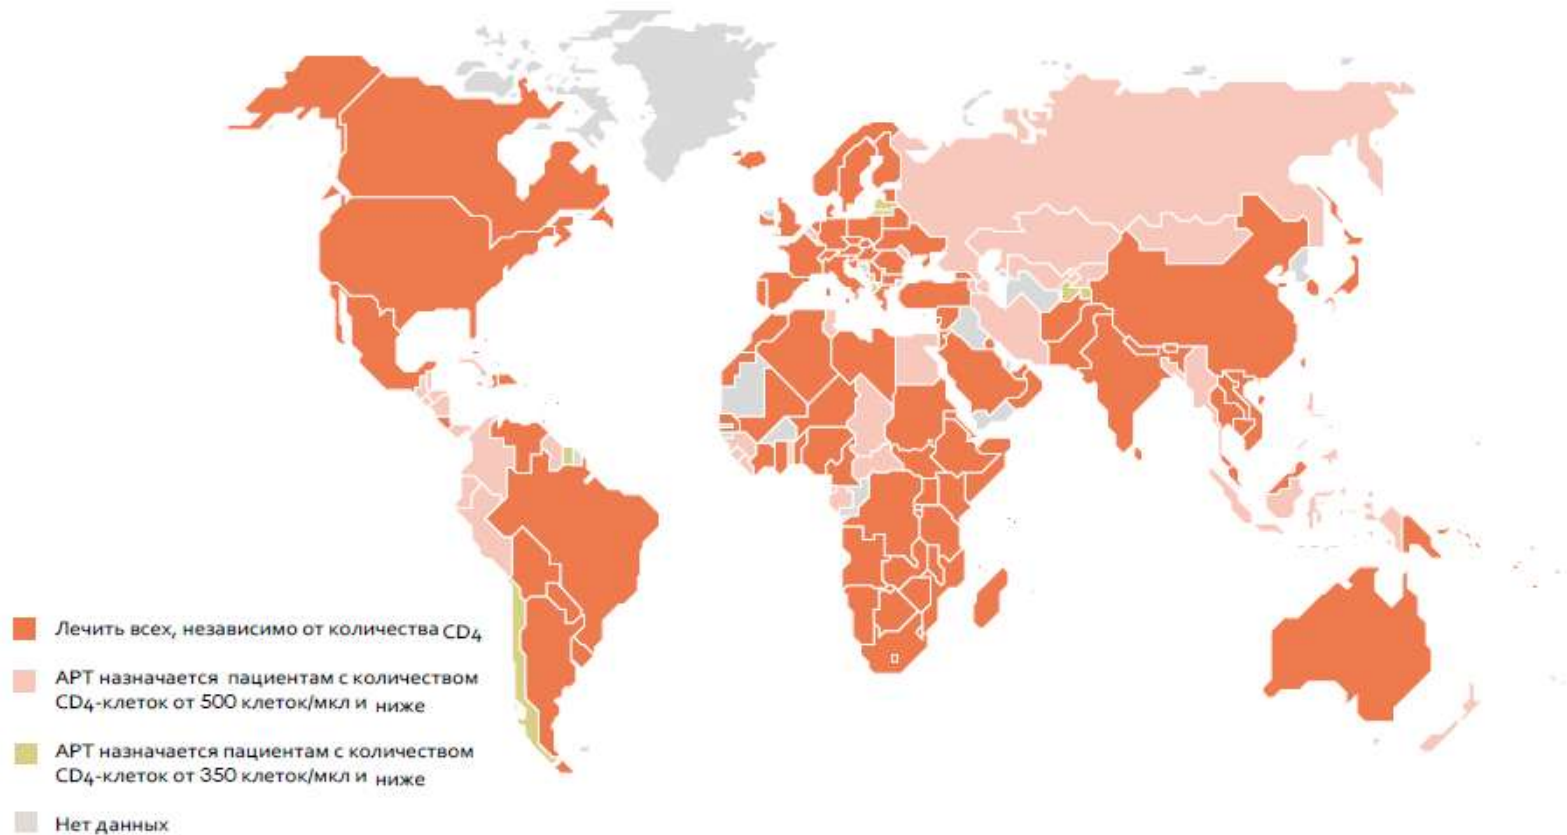 Лечить всех, независимо от количества CD4
АРТ назначается пациентам с количеством
CD4-клеток от 500 клеток/мкл и ниже
АРТ назначается пациентам с количеством
CD4-клеток от 350 клеток/мкл и ниже
Нет данных